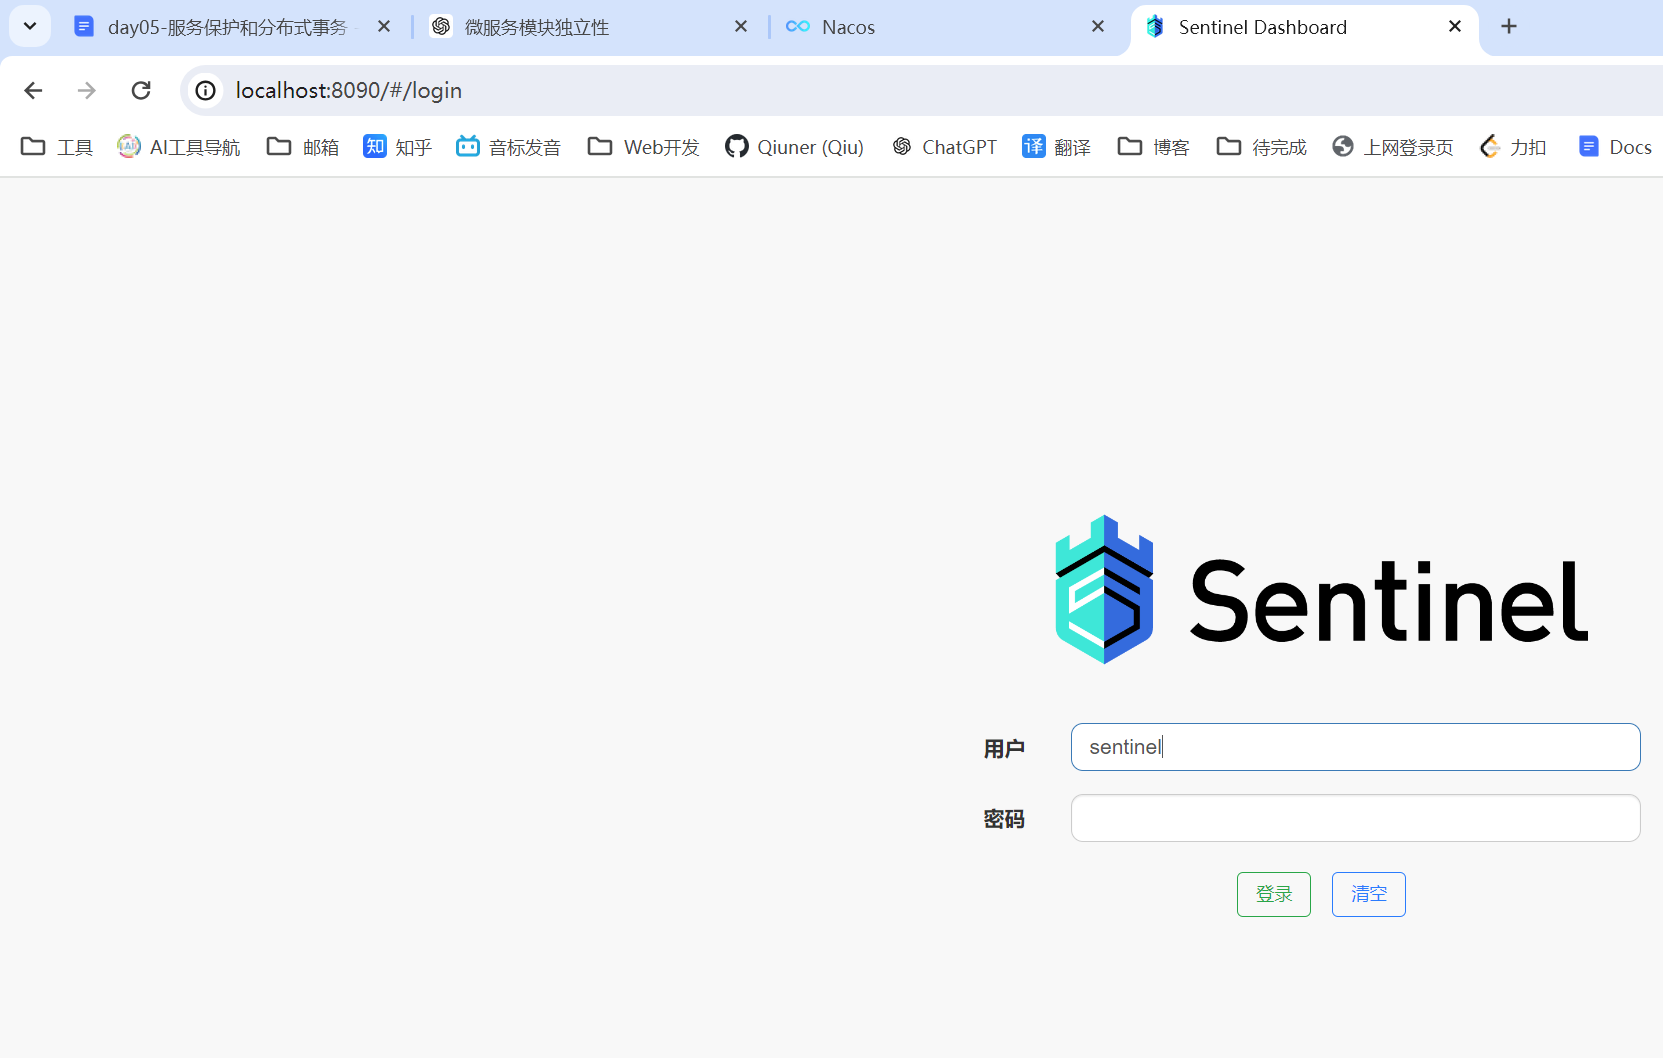 day05-服务保护和分布式事务
微服务模块独立性
Nacos
Sentinel Dashboard
localhost:8090/#/login
工具
AI工具导航
邮箱
知乎
音标发音
Web开发
Qiuner (Qiu)
ChatGPT
翻译
博客
待完成
上网登录页
力扣
Docs
Sentinel
用户
sentinel
密码
登录
清空